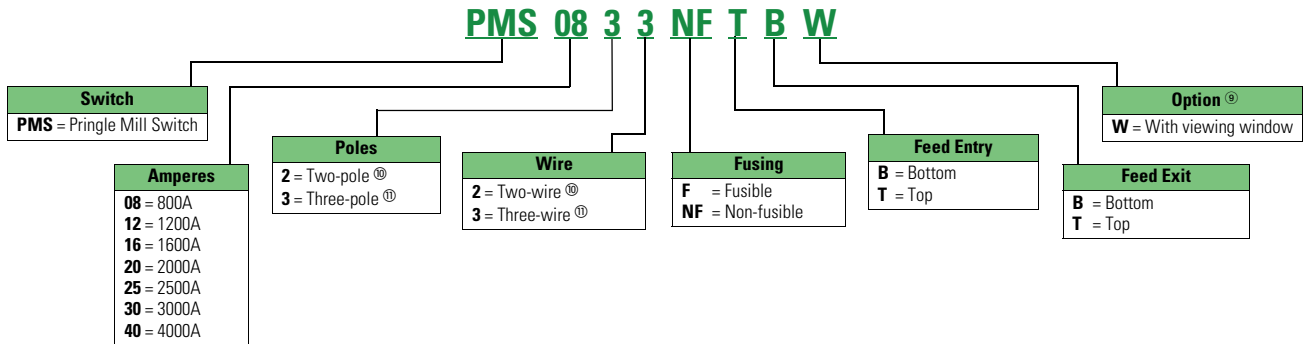 PMS 08 3 3 NF T B W
Switch
PMS = Pringle Mill Switch
Amperes
08 = 800A
12 = 1200A
16 = 1600A
20 = 2000A
25 = 2500A
30 = 3000A
40 = 4000A
Poles
2 = Two-pole ⑩
3 = Three-pole ⑪
Wire
2 = Two-wire ⑩
3 = Three-wire ⑪
Fusing
F = Fusible
NF = Non-fusible
Feed Entry
B = Bottom
T = Top
Feed Exit
B = Bottom
T = Top
Option ⑨
W = With viewing window